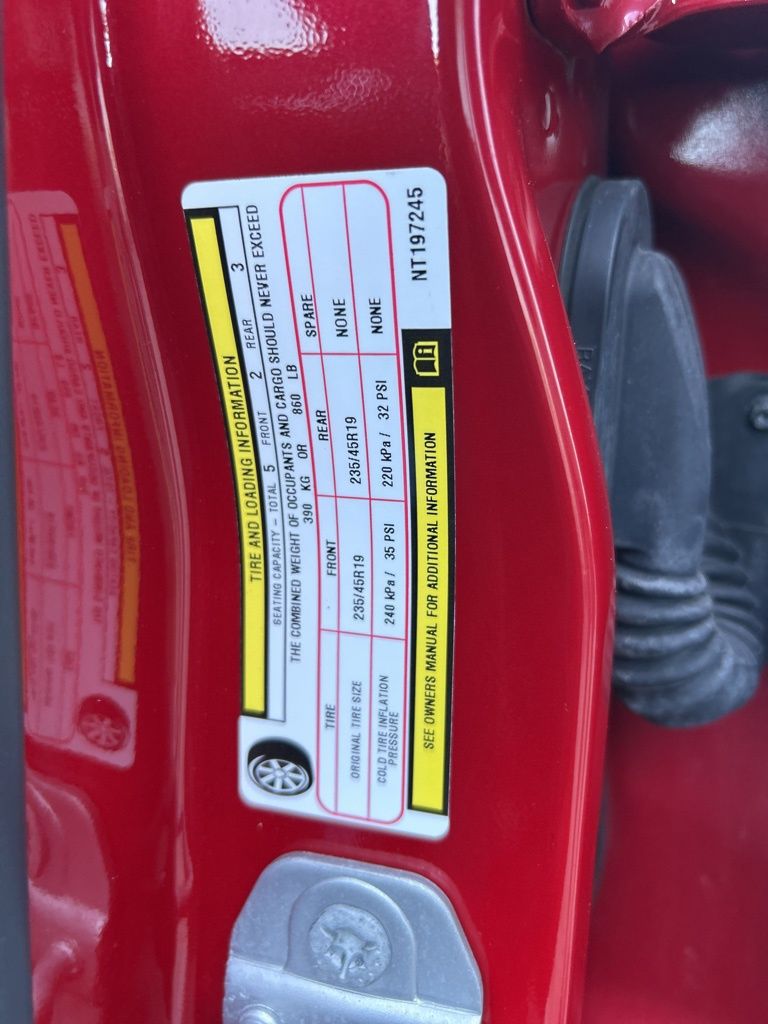 TIRE AND LOADING INFORMATION
SEATING CAPACITY - TOTAL 5 FRONT 2 REAR 3
THE COMBINED WEIGHT OF OCCUPANTS AND CARGO SHOULD NEVER EXCEED
390 KG OR 860 LB
TIRE FRONT REAR SPARE
ORIGINAL TIRE SIZE 235/45R19 235/45R19 NONE
COLD TIRE INFLATION PRESSURE 240 kPa / 35 PSI 220 kPa / 32 PSI NONE
SEE OWNERS MANUAL FOR ADDITIONAL INFORMATION
NT197245